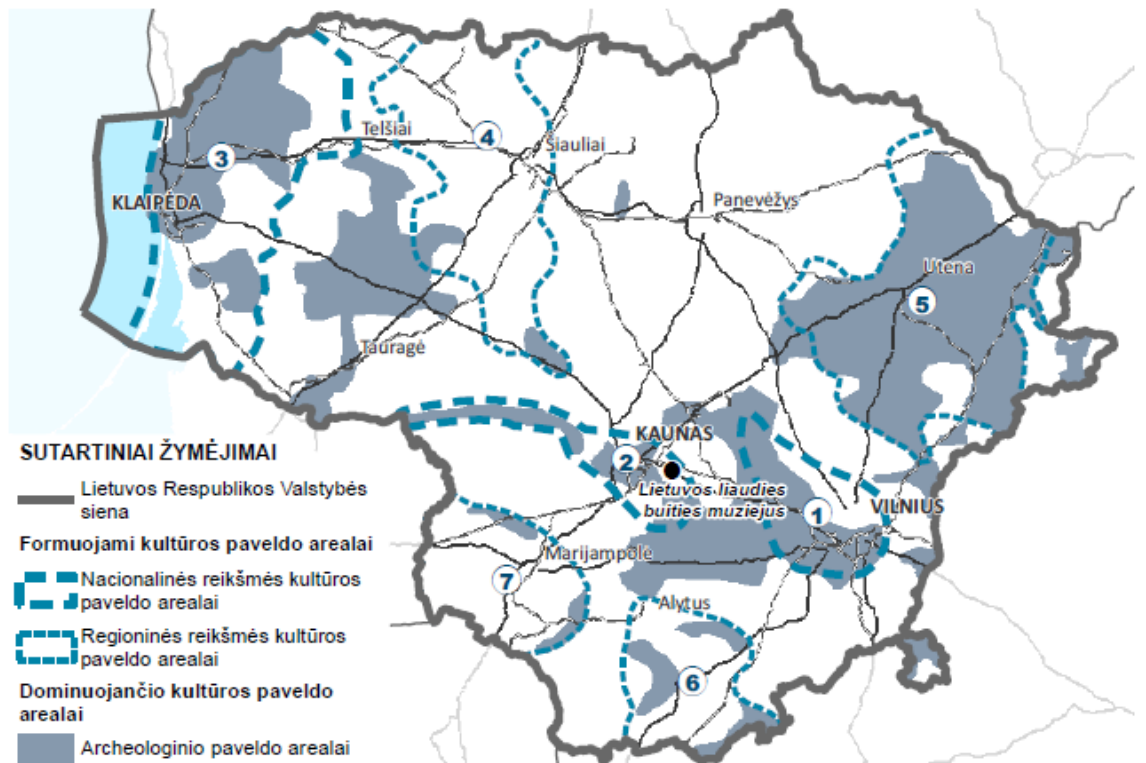 Telšiai
4
Šiauliai
3
KLAIPĖDA
Panevėžys
Utena
5
Tauragė
KAUNAS
2
Lietuvos liaudies
buities muziejus
1
VILNIUS
Marijampolė
7
Alytus
6
SUTARTINIAI ŽYMĖJIMAI
Lietuvos Respublikos Valstybės
siena
Formuojami kultūros paveldo arealai
Nacionalinės reikšmės kultūros
paveldo arealai
Regioninės reikšmės kultūros
paveldo arealai
Dominuojančio kultūros paveldo
arealai
Archeologinio paveldo arealai